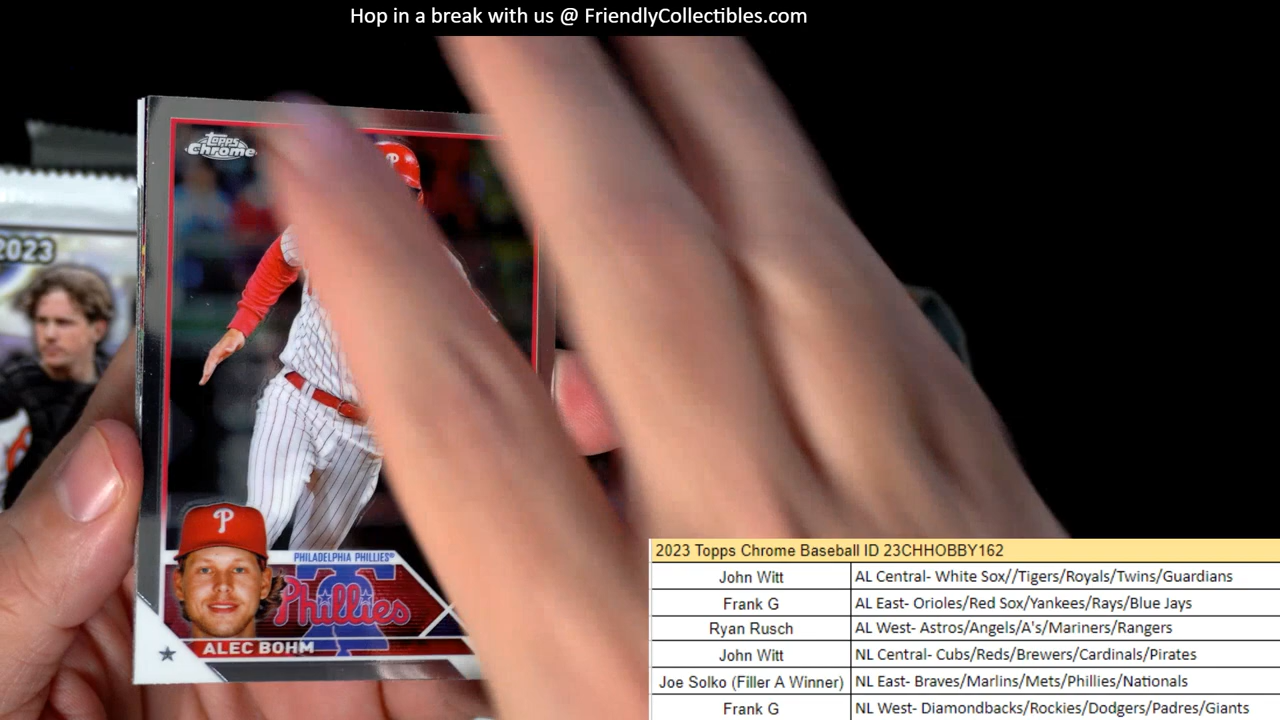 Hop in a break with us @ FriendlyCollectibles.com
Topps
Chrome
2023
P
P
PHILADELPHIA PHILLIES®
Phillies
ALEC BOHM
2023 Topps Chrome Baseball ID 23CHHOBBY162
John Witt AL Central- White Sox//Tigers/Royals/Twins/Guardians
Frank G AL East- Orioles/Red Sox/Yankees/Rays/Blue Jays
Ryan Rusch AL West- Astros/Angels/A's/Mariners/Rangers
John Witt NL Central- Cubs/Reds/Brewers/Cardinals/Pirates
Joe Solko (Filler A Winner) NL East- Braves/Marlins/Mets/Phillies/Nationals
Frank G NL West- Diamondbacks/Rockies/Dodgers/Padres/Giants